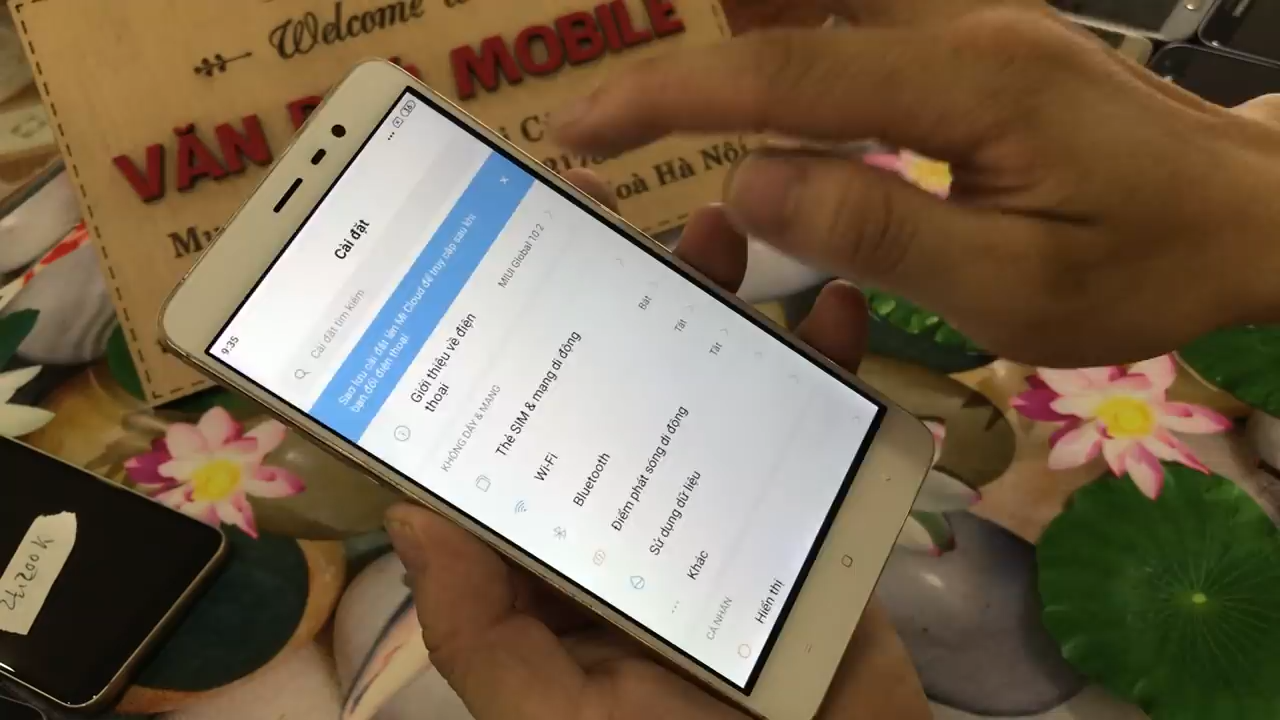 Welcome
VĂN
MOBILE
oà Hà Nội
9:35
16
Cài đặt
Cài đặt tìm kiếm
Sao lưu cài đặt lên Mi Cloud để truy cập sau khi
bạn đổi điện thoại
Giới thiệu về điện
thoại
MIUI Global 10.2
KHÔNG DÂY & MẠNG
Thẻ SIM & mạng di động
Wi-Fi
Bật
Bluetooth
Tắt
Điểm phát sóng di động
Tắt
Sử dụng dữ liệu
Khác
CÁ NHÂN
Hiển thị